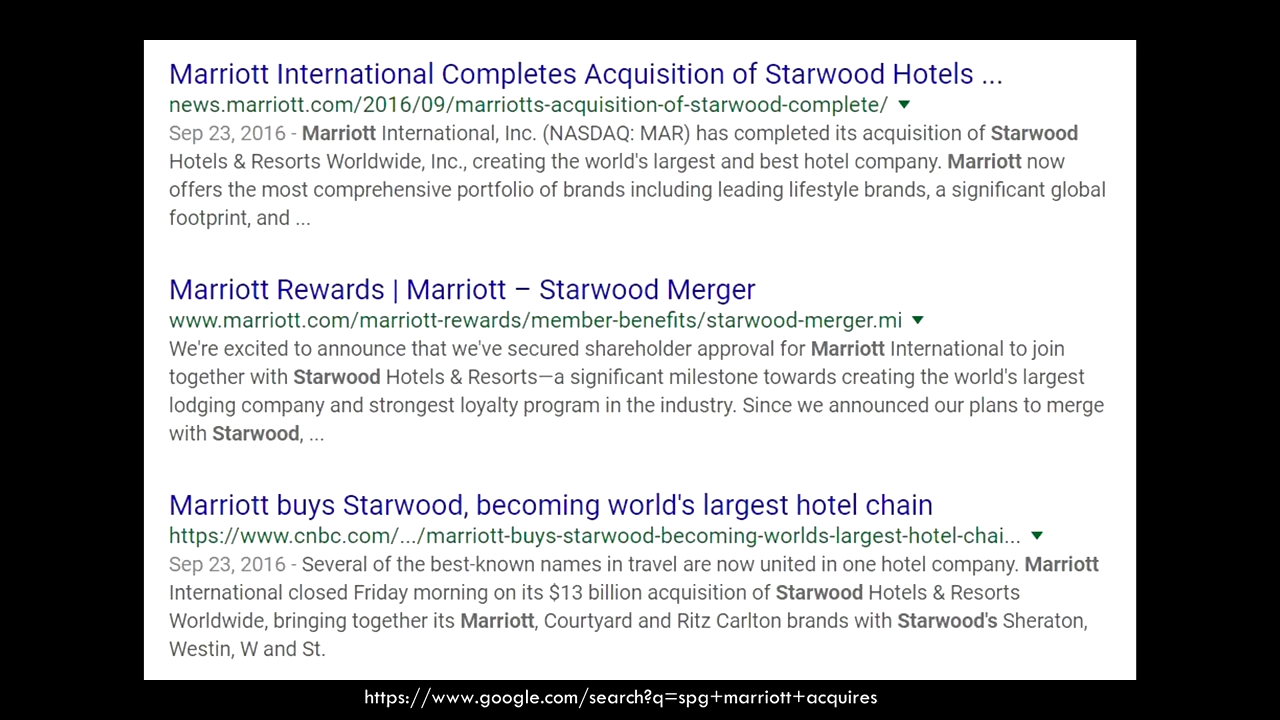 Marriott International Completes Acquisition of Starwood Hotels ...
news.marriott.com/2016/09/marriotts-acquisition-of-starwood-complete/
Sep 23, 2016 - Marriott International, Inc. (NASDAQ: MAR) has completed its acquisition of Starwood
Hotels & Resorts Worldwide, Inc., creating the world's largest and best hotel company. Marriott now
offers the most comprehensive portfolio of brands including leading lifestyle brands, a significant global
footprint, and ...
Marriott Rewards | Marriott – Starwood Merger
www.marriott.com/marriott-rewards/member-benefits/starwood-merger.mi
We're excited to announce that we've secured shareholder approval for Marriott International to join
together with Starwood Hotels & Resorts—a significant milestone towards creating the world's largest
lodging company and strongest loyalty program in the industry. Since we announced our plans to merge
with Starwood, ...
Marriott buys Starwood, becoming world's largest hotel chain
https://www.cnbc.com/.../marriott-buys-starwood-becoming-worlds-largest-hotel-chai...
Sep 23, 2016 - Several of the best-known names in travel are now united in one hotel company. Marriott
International closed Friday morning on its $13 billion acquisition of Starwood Hotels & Resorts
Worldwide, bringing together its Marriott, Courtyard and Ritz Carlton brands with Starwood's Sheraton,
Westin, W and St.
https://www.google.com/search?q=spg+marriott+acquires